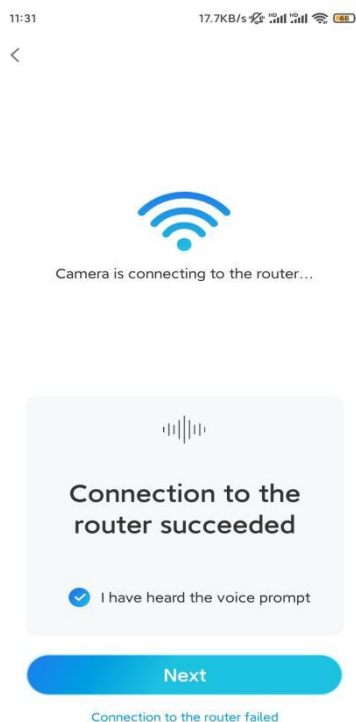 11:31
17.7KB/s
68
Camera is connecting to the router...
Connection to the
router succeeded
I have heard the voice prompt
Next
Connection to the router failed